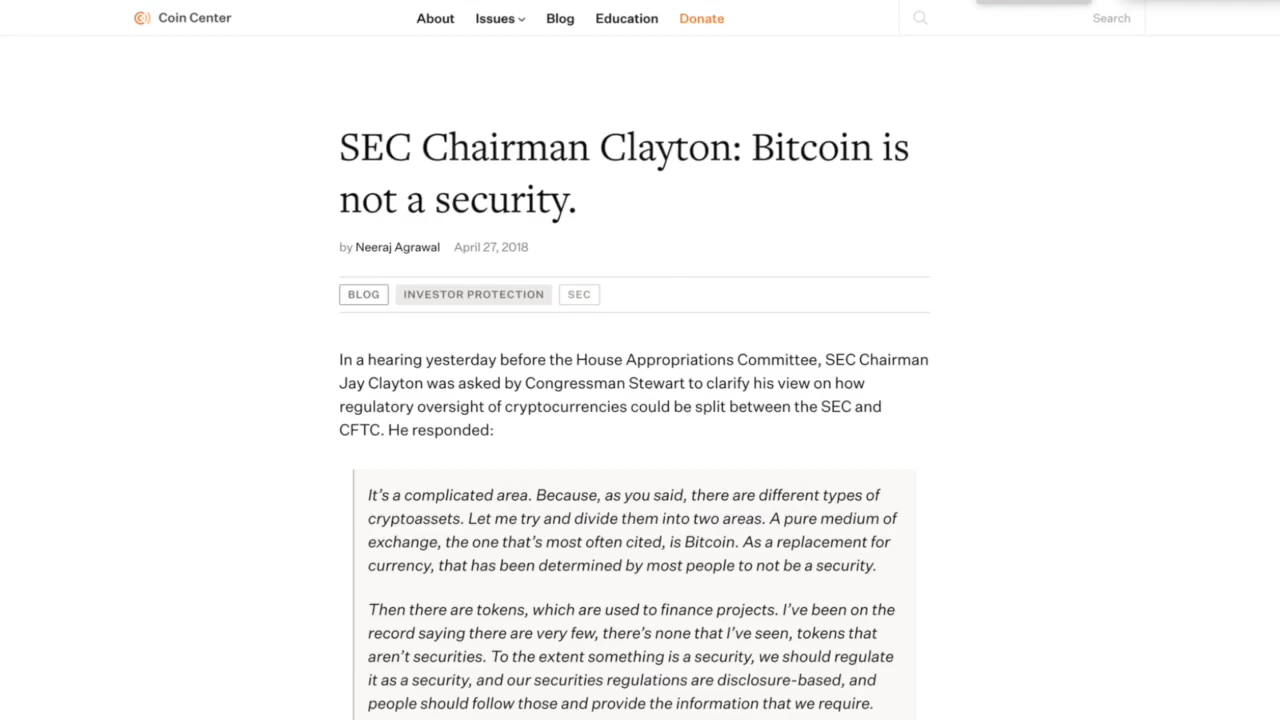 Coin Center
About Issues Blog Education Donate
Search
SEC Chairman Clayton: Bitcoin is
not a security.
by Neeraj Agrawal April 27, 2018
BLOG INVESTOR PROTECTION SEC
In a hearing yesterday before the House Appropriations Committee, SEC Chairman
Jay Clayton was asked by Congressman Stewart to clarify his view on how
regulatory oversight of cryptocurrencies could be split between the SEC and
CFTC. He responded:
It’s a complicated area. Because, as you said, there are different types of
cryptoassets. Let me try and divide them into two areas. A pure medium of
exchange, the one that’s most often cited, is Bitcoin. As a replacement for
currency, that has been determined by most people to not be a security.
Then there are tokens, which are used to finance projects. I’ve been on the
record saying there are very few, there’s none that I’ve seen, tokens that
aren’t securities. To the extent something is a security, we should regulate
it as a security, and our securities regulations are disclosure-based, and
people should follow those and provide the information that we require.